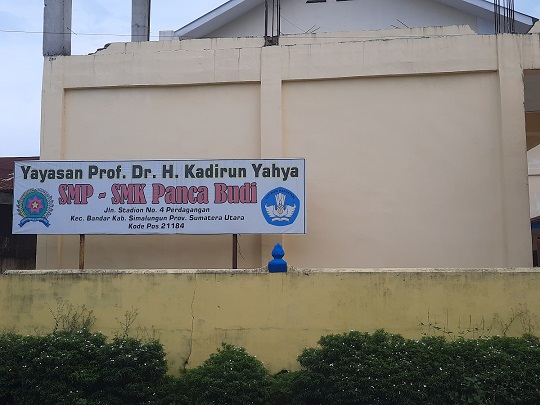 Yayasan Prof. Dr. H. Kadirun Yahya
SMP - SMK Panca Budi
Jln. Stadion No. 4 Perdagangan
Kec. Bandar Kab. Simalungun Prov. Sumatera Utara
Kode Pos 21184